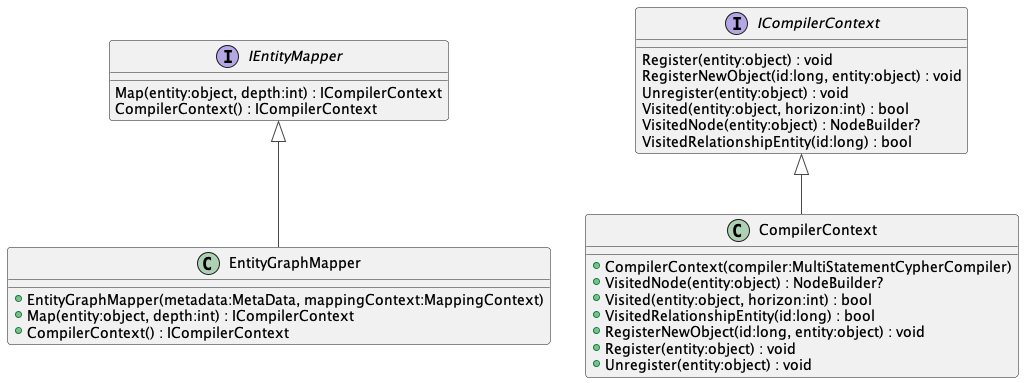 I IEntityMapper
Map(entity:object, depth:int) : ICompilerContext
CompilerContext() : ICompilerContext
I ICompilerContext
Register(entity:object) : void
RegisterNewObject(id:long, entity:object) : void
Unregister(entity:object) : void
Visited(entity:object, horizon:int) : bool
VisitedNode(entity:object) : NodeBuilder?
VisitedRelationshipEntity(id:long) : bool
C EntityGraphMapper
EntityGraphMapper(metadata:MetaData, mappingContext:MappingContext)
Map(entity:object, depth:int) : ICompilerContext
CompilerContext() : ICompilerContext
C CompilerContext
CompilerContext(compiler:MultiStatementCypherCompiler)
VisitedNode(entity:object) : NodeBuilder?
Visited(entity:object, horizon:int) : bool
VisitedRelationshipEntity(id:long) : bool
RegisterNewObject(id:long, entity:object) : void
Register(entity:object) : void
Unregister(entity:object) : void